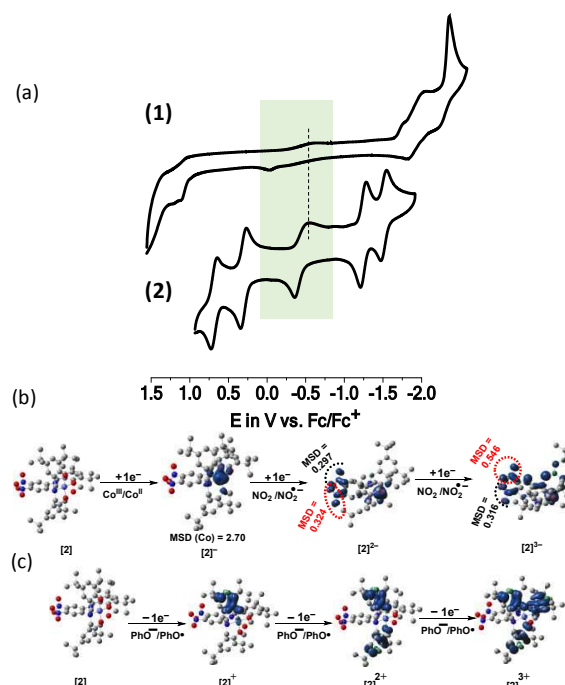 (a)
(1)
(2)
1.5 1.0 0.5 0.0 -0.5 -1.0 -1.5 -2.0
E in V vs. Fc/Fc⁺
(b)
+1e⁻
Coᴵᴵᴵ/Coᴵᴵ
+1e⁻
NO₂ /NO₂•⁻
MSD = 0.297
MSD = 0.324
+1e⁻
NO₂ /NO₂•⁻
MSD = 0.546
MSD = 0.316
MSD (Co) = 2.70
[2]
[2]⁻
[2]²⁻
[2]³⁻
(c)
− 1e⁻
PhO⁻/PhO•
− 1e⁻
PhO⁻/PhO•
− 1e⁻
PhO⁻/PhO•
[2]
[2]⁺
[2]²⁺
[2]³⁺